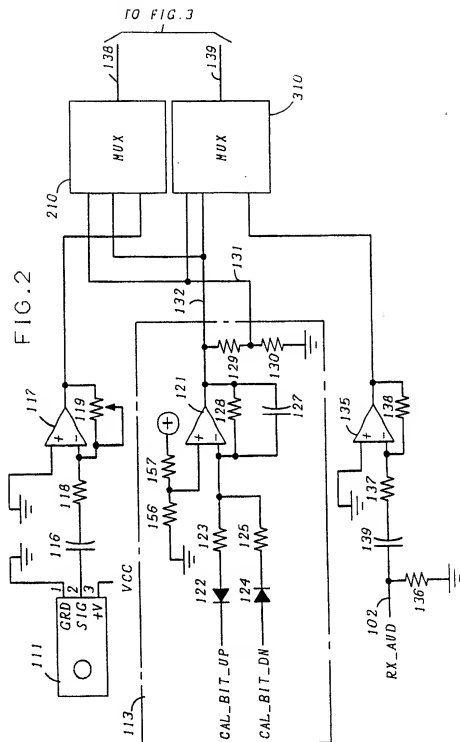 FIG.2
TO FIG.3
138
139
MUX
210
MUX
310
117
119
118
116
111
GRD 1
SIG 2
+V 3
VCC
113
132
131
129
130
121
128
127
157
156
123
122
125
124
CAL_BIT_UP
CAL_BIT_DN
135
138
137
139
136
102
RX_AUD